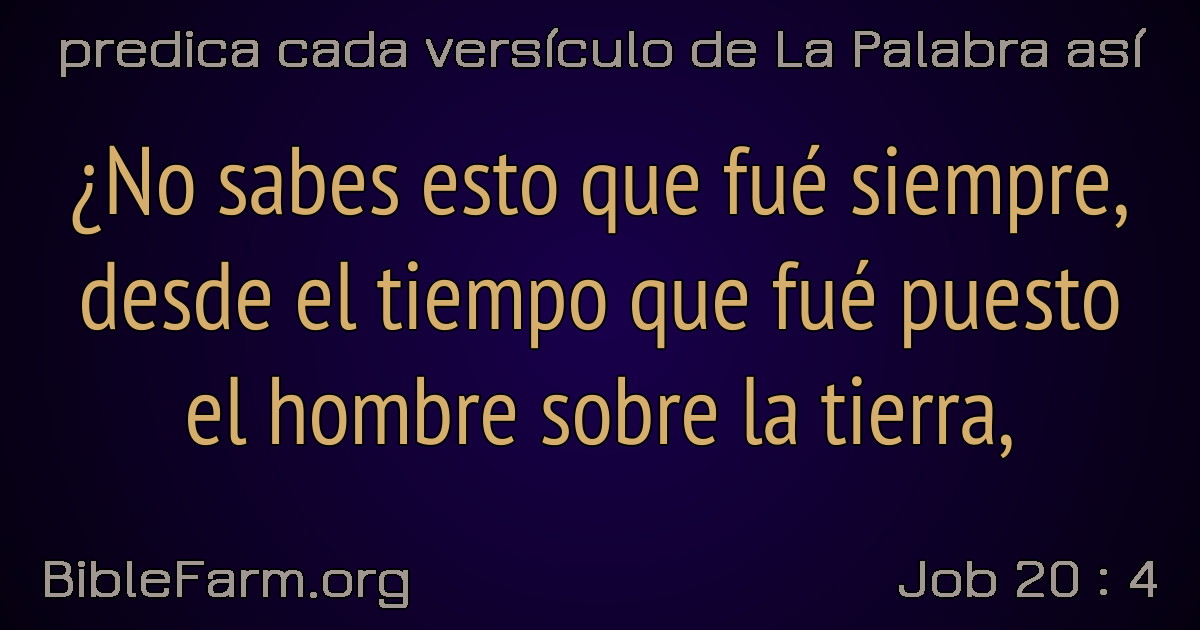 predica cada versículo de La Palabra así
¿No sabes esto que fué siempre,
desde el tiempo que fué puesto
el hombre sobre la tierra,
BibleFarm.org
Job 20 : 4